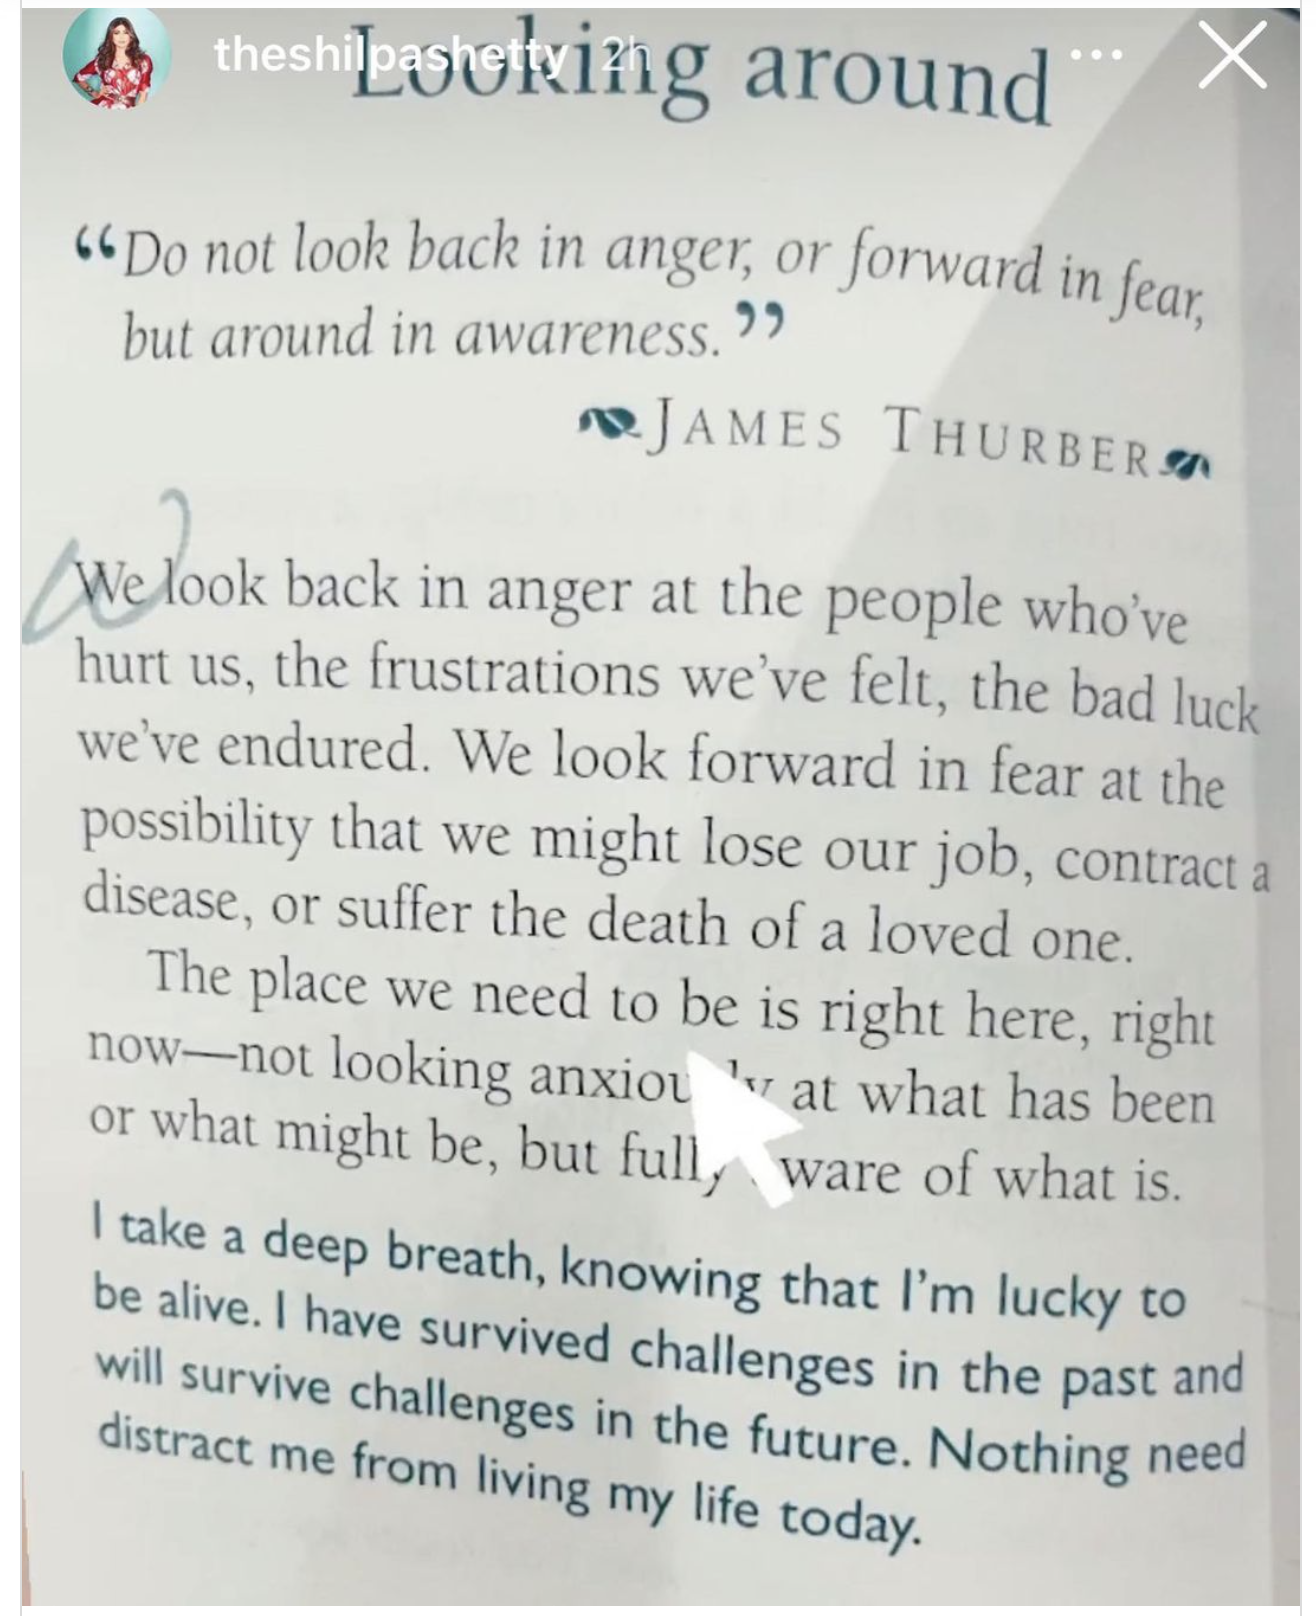 theshilpashetty 2h
Looking around
“Do not look back in anger, or forward in fear,
but around in awareness.”
JAMES THURBER
We look back in anger at the people who’ve
hurt us, the frustrations we’ve felt, the bad luck
we’ve endured. We look forward in fear at the
possibility that we might lose our job, contract a
disease, or suffer the death of a loved one.
The place we need to be is right here, right
now—not looking at what has been
or what might be, but of what is.
I take a deep breath, knowing that I’m lucky to
be alive. I have survived challenges in the past and
will survive challenges in the future. Nothing need
distract me from living my life today.